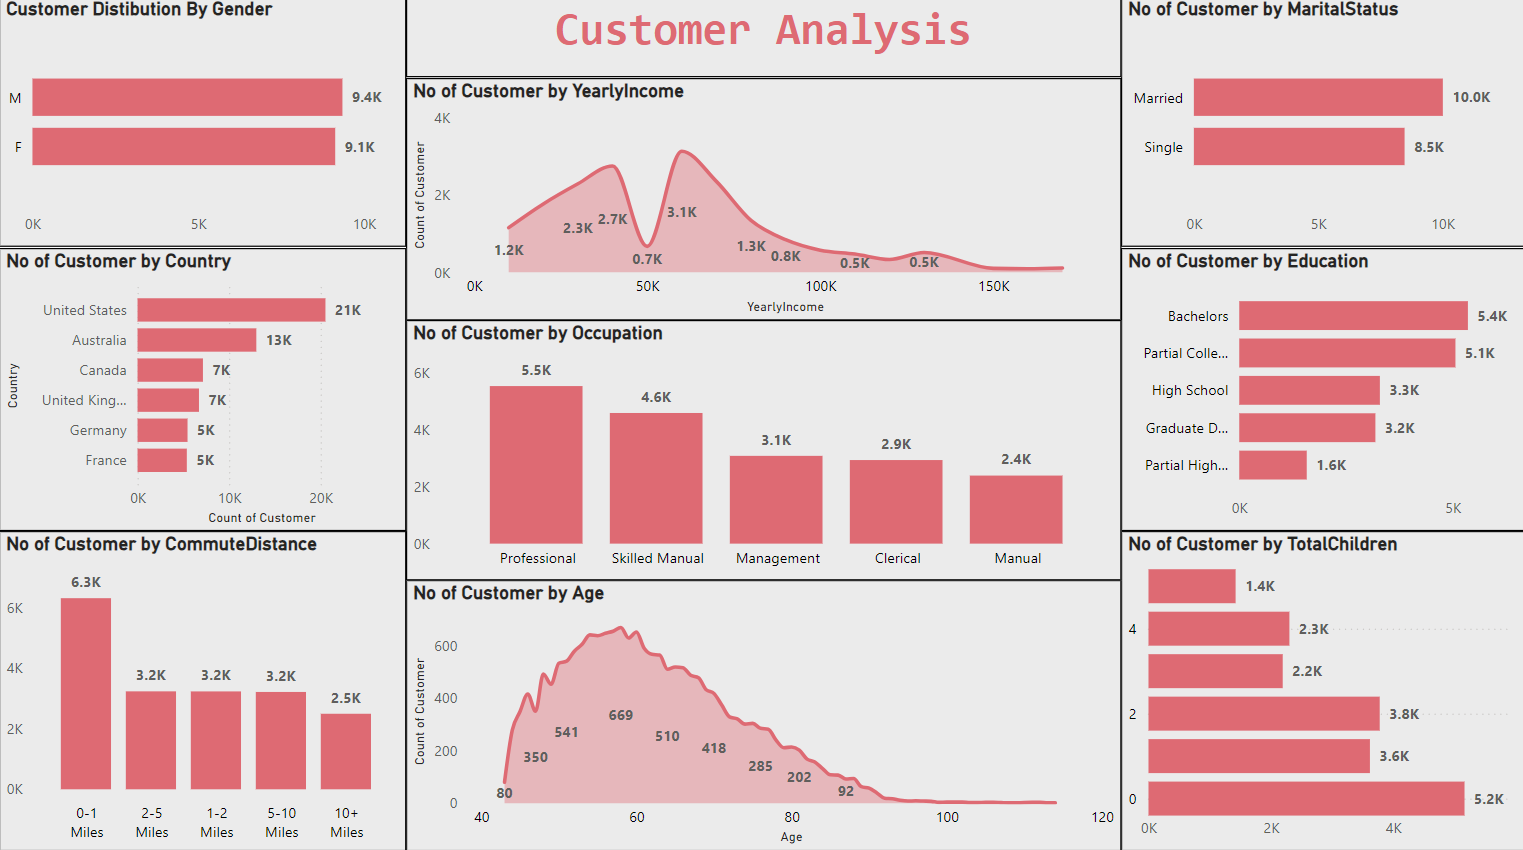 Customer Distibution By Gender
M
9.4K
F
9.1K
0K 5K 10K
Customer Analysis
No of Customer by MaritalStatus
Married
10.0K
Single
8.5K
0K 5K 10K
No of Customer by YearlyIncome
Count of Customer
4K
2K
0K
1.2K
2.3K
2.7K
0.7K
3.1K
1.3K
0.8K
0.5K
0.5K
0K 50K 100K 150K
YearlyIncome
No of Customer by Country
Country
United States
21K
Australia
13K
Canada
7K
United King...
7K
Germany
5K
France
5K
0K 10K 20K
Count of Customer
No of Customer by Occupation
6K
4K
2K
0K
5.5K
4.6K
3.1K
2.9K
2.4K
Professional Skilled Manual Management Clerical Manual
No of Customer by Education
Bachelors
5.4K
Partial Colle...
5.1K
High School
3.3K
Graduate D...
3.2K
Partial High...
1.6K
0K 5K
No of Customer by CommuteDistance
6K
4K
2K
0K
6.3K
3.2K
3.2K
3.2K
2.5K
0-1 2-5 1-2 5-10 10+
Miles Miles Miles Miles Miles
No of Customer by Age
Count of Customer
600
400
200
0
80
350
541
669
510
418
285
202
92
40 60 80 100 120
Age
No of Customer by TotalChildren
1.4K
4
2.3K
2.2K
2
3.8K
3.6K
0
5.2K
0K 2K 4K